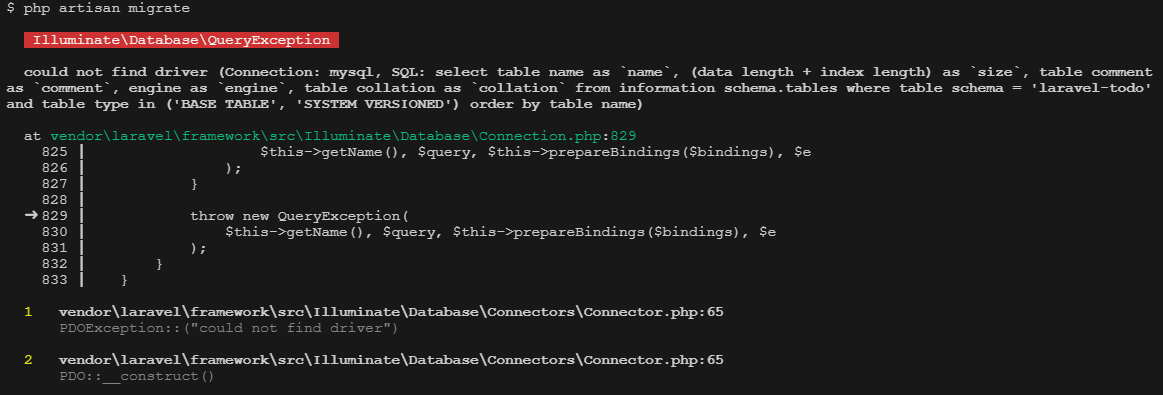 $ php artisan migrate
Illuminate\Database\QueryException
could not find driver (Connection: mysql, SQL: select table name as `name`, (data length + index length) as `size`, table comment
as `comment`, engine as `engine`, table collation as `collation` from information schema.tables where table schema = 'laravel-todo'
and table type in ('BASE TABLE', 'SYSTEM VERSIONED') order by table name)
at vendor\laravel\framework\src\Illuminate\Database\Connection.php:829
825 | $this->getName(), $query, $this->prepareBindings($bindings), $e
826 | );
827 | }
828 |
➜ 829 | throw new QueryException(
830 | $this->getName(), $query, $this->prepareBindings($bindings), $e
831 | );
832 | }
833 | }
1 vendor\laravel\framework\src\Illuminate\Database\Connectors\Connector.php:65
PDOException::("could not find driver")
2 vendor\laravel\framework\src\Illuminate\Database\Connectors\Connector.php:65
PDO::__construct()